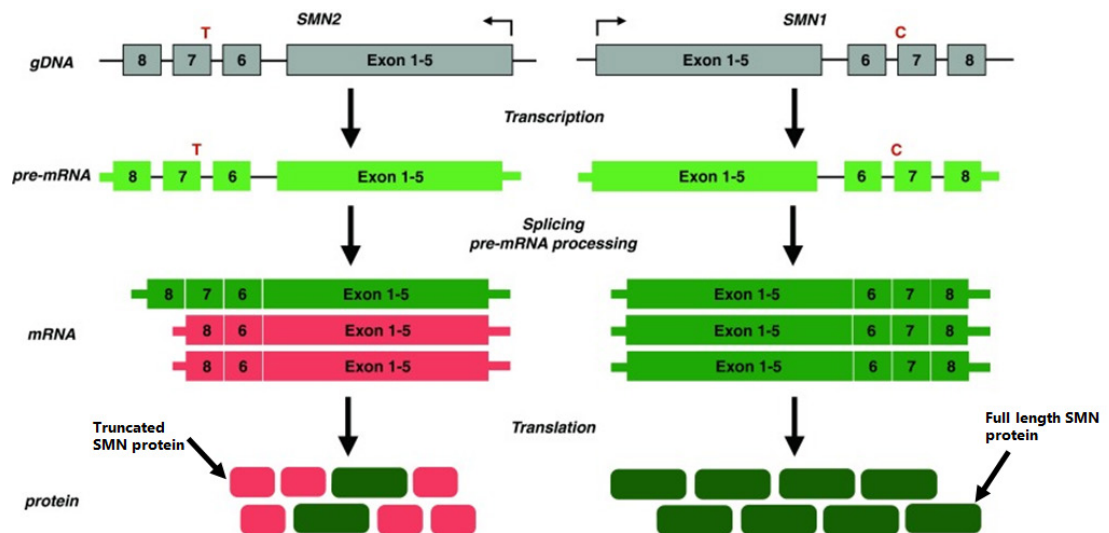 SMN2
SMN1
T
C
gDNA
8 7 6 Exon 1-5
Exon 1-5 6 7 8
Transcription
T
C
pre-mRNA
8 7 6 Exon 1-5
Exon 1-5 6 7 8
Splicing
pre-mRNA processing
mRNA
8 7 6 Exon 1-5
Exon 1-5 6 7 8
8 6 Exon 1-5
Exon 1-5 6 7 8
8 6 Exon 1-5
Exon 1-5 6 7 8
Truncated
SMN protein
Translation
Full length SMN
protein
protein